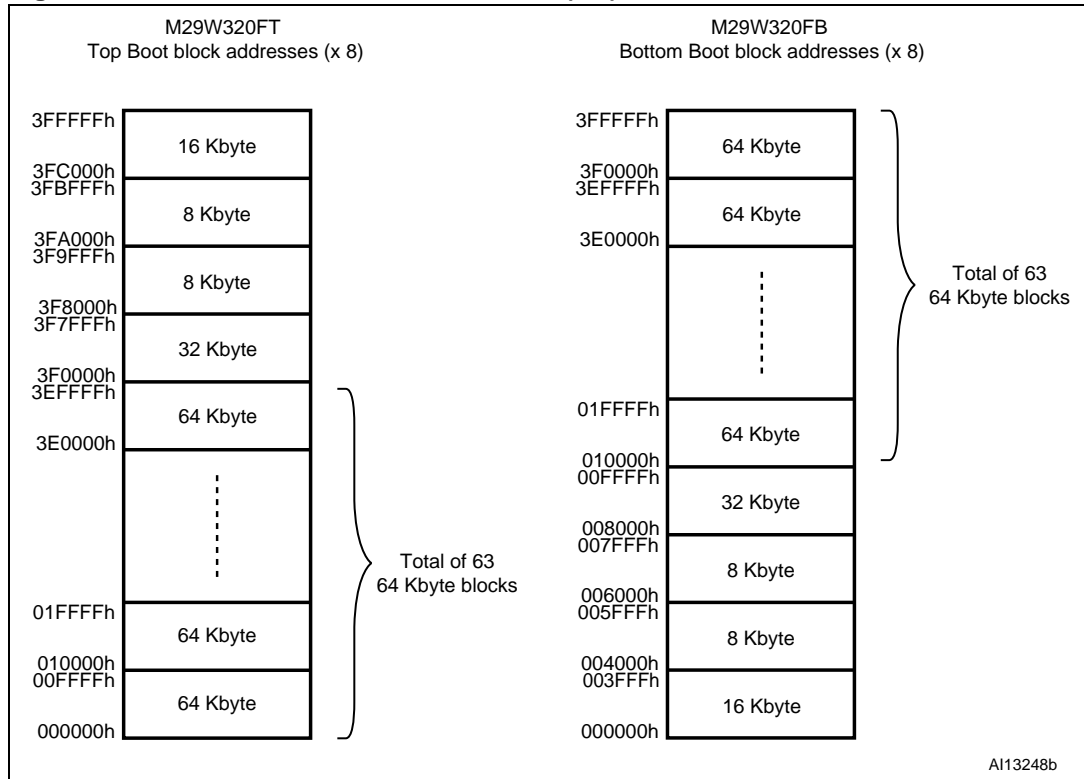 M29W320FT
Top Boot block addresses (x 8)
3FFFFFh
16 Kbyte
3FC000h
3FBFFFh
8 Kbyte
3FA000h
3F9FFFh
8 Kbyte
3F8000h
3F7FFFh
32 Kbyte
3F0000h
3EFFFFh
64 Kbyte
3E0000h
Total of 63
64 Kbyte blocks
01FFFFh
64 Kbyte
010000h
00FFFFh
64 Kbyte
000000h
M29W320FB
Bottom Boot block addresses (x 8)
3FFFFFh
64 Kbyte
3F0000h
3EFFFFh
64 Kbyte
3E0000h
Total of 63
64 Kbyte blocks
01FFFFh
64 Kbyte
010000h
00FFFFh
32 Kbyte
008000h
007FFFh
8 Kbyte
006000h
005FFFh
8 Kbyte
004000h
003FFFh
16 Kbyte
000000h
AI13248b